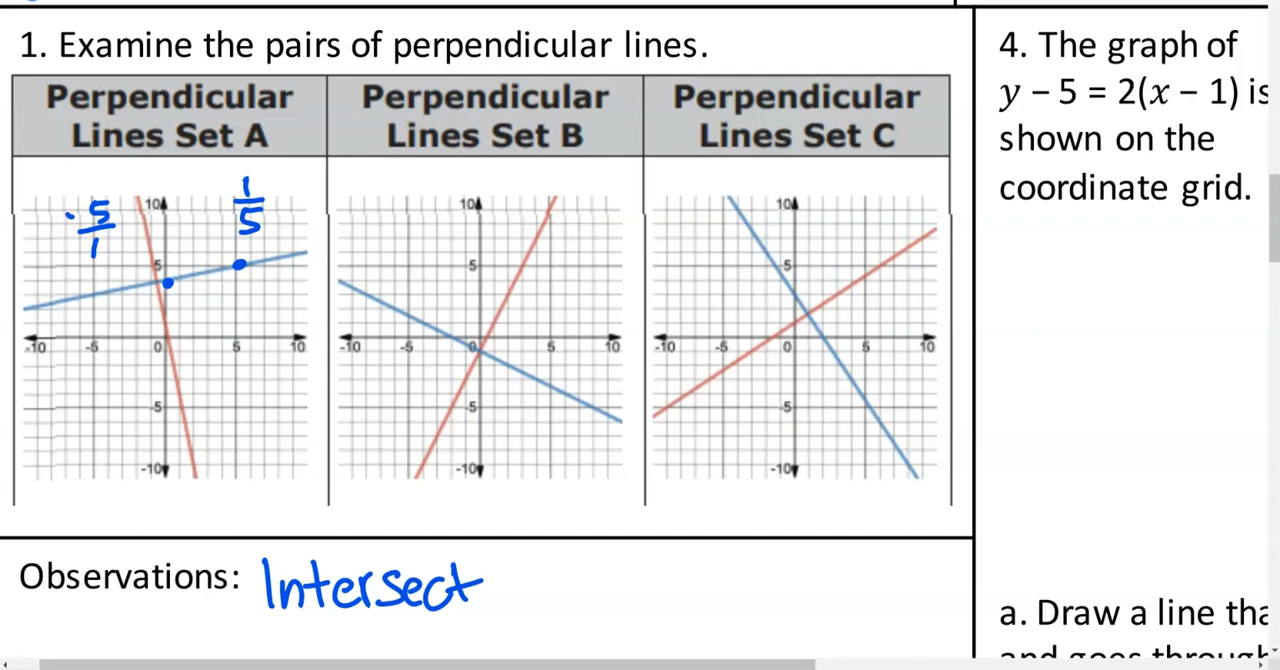 1. Examine the pairs of perpendicular lines.
Perpendicular
Lines Set A
Perpendicular
Lines Set B
Perpendicular
Lines Set C
-5/1
1/5
10
5
-10 -5 0 5 10
-5
-10
10
5
-10 -5 0 5 10
-5
-10
10
5
-10 -5 0 5 10
-5
-10
Observations: Intersect
4. The graph of
y − 5 = 2(x − 1) is
shown on the
coordinate grid.
a. Draw a line tha
and goes through